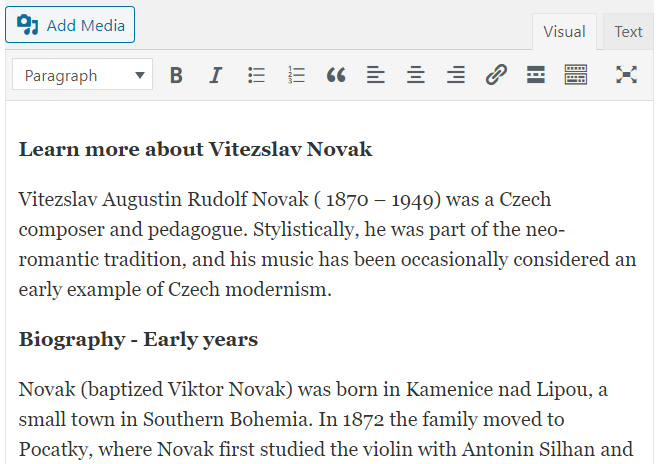 Add Media
Visual Text
Paragraph B I
Learn more about Vitezslav Novak
Vitezslav Augustin Rudolf Novak ( 1870 – 1949) was a Czech
composer and pedagogue. Stylistically, he was part of the neo-
romantic tradition, and his music has been occasionally considered an
early example of Czech modernism.
Biography - Early years
Novak (baptized Viktor Novak) was born in Kamenice nad Lipou, a
small town in Southern Bohemia. In 1872 the family moved to
Pocatky, where Novak first studied the violin with Antonin Silhan and